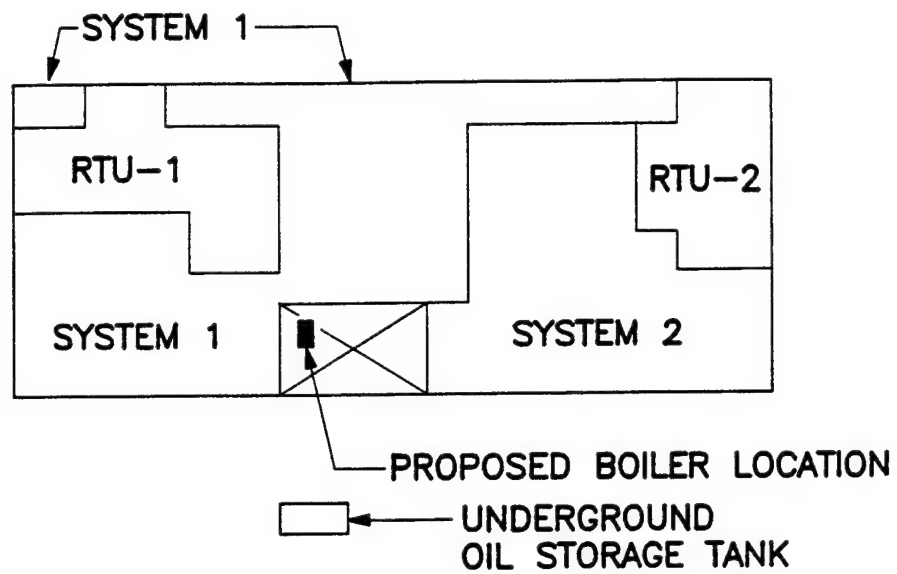 SYSTEM 1
RTU-1
RTU-2
SYSTEM 1
SYSTEM 2
PROPOSED BOILER LOCATION
UNDERGROUND
OIL STORAGE TANK